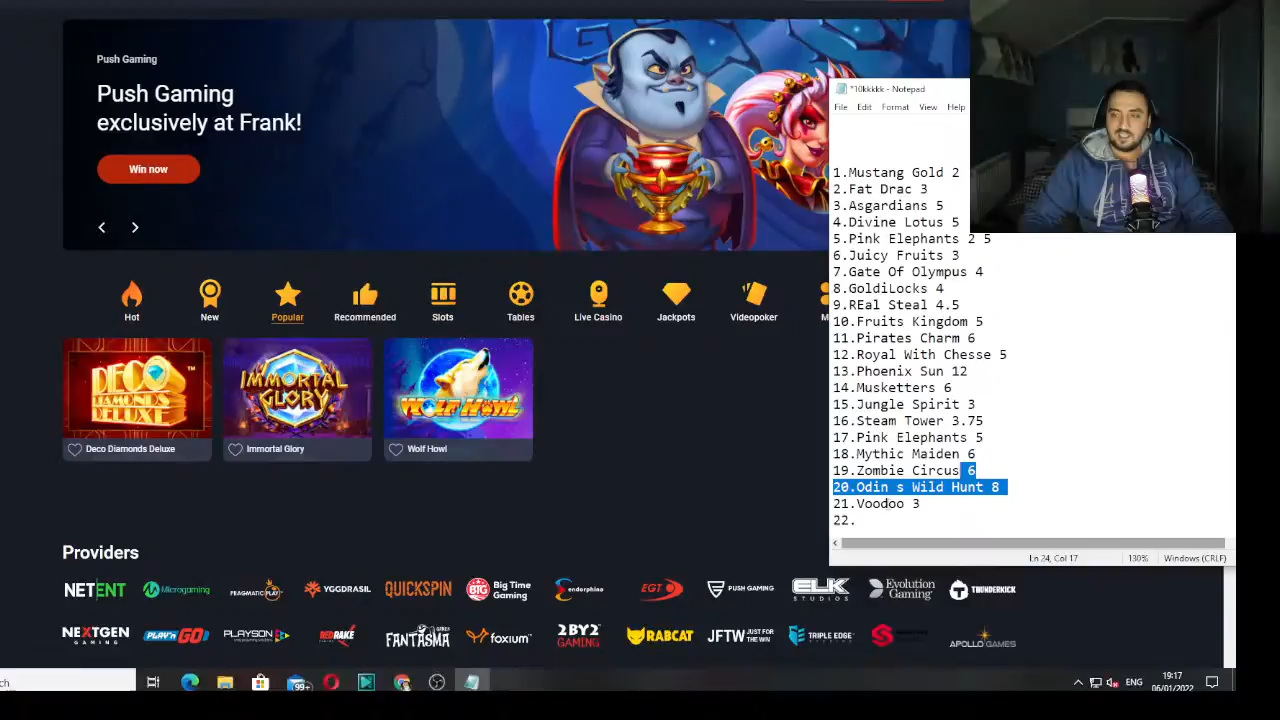 Push Gaming
Push Gaming
exclusively at Frank!
Win now
Hot
New
Popular
Recommended
Slots
Tables
Live Casino
Jackpots
Videopoker
M
DECO
DIAMONDS
DELUXE
IMMORTAL
GLORY
WOLF HOWL
Deco Diamonds Deluxe
Immortal Glory
Wolf Howl
*10kkkkk - Notepad
File Edit Format View Help
1.Mustang Gold 2
2.Fat Drac 3
3.Asgardians 5
4.Divine Lotus 5
5.Pink Elephants 2 5
6.Juicy Fruits 3
7.Gate Of Olympus 4
8.GoldiLocks 4
9.REal Steal 4.5
10.Fruits Kingdom 5
11.Pirates Charm 6
12.Royal With Chesse 5
13.Phoenix Sun 12
14.Musketters 6
15.Jungle Spirit 3
16.Steam Tower 3.75
17.Pink Elephants 5
18.Mythic Maiden 6
19.Zombie Circus 6
20.Odin s Wild Hunt 8
21.Voodoo 3
22.
Ln 24, Col 17 130% Windows (CRLF)
Providers
NETENT Microgaming PRAGMATIC PLAY YGGDRASIL QUICKSPIN BIG Big Time Gaming endorphina EGT PUSH GAMING ELK STUDIOS Evolution Gaming THUNDERKICK
NEXTGEN GAMING PLAY'n GO PLAYSON REDRAKE FANTASMA GAMES foxium 2BY2 GAMING RABCAT JFTW JUST FOR THE WIN TRIPLE EDGE APOLLO GAMES
ch
99+
ENG
19:17
06/01/2022